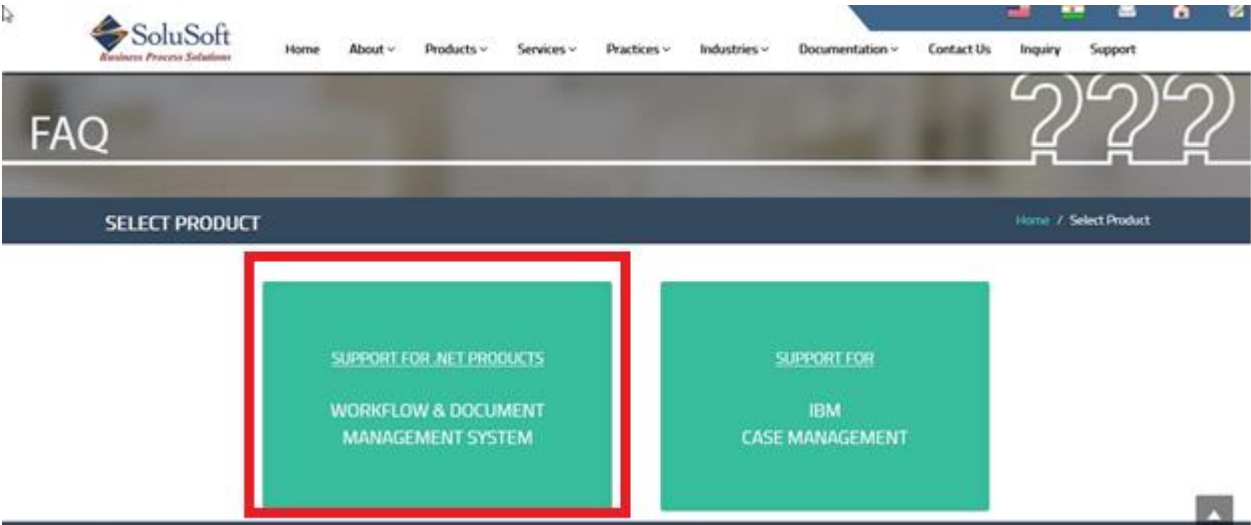 SoluSoft
Business Process Solutions
Home About Products Services Practices Industries Documentation Contact Us Inquiry Support
FAQ
???
SELECT PRODUCT
Home / Select Product
SUPPORT FOR .NET PRODUCTS
WORKFLOW & DOCUMENT
MANAGEMENT SYSTEM
SUPPORT FOR
IBM
CASE MANAGEMENT